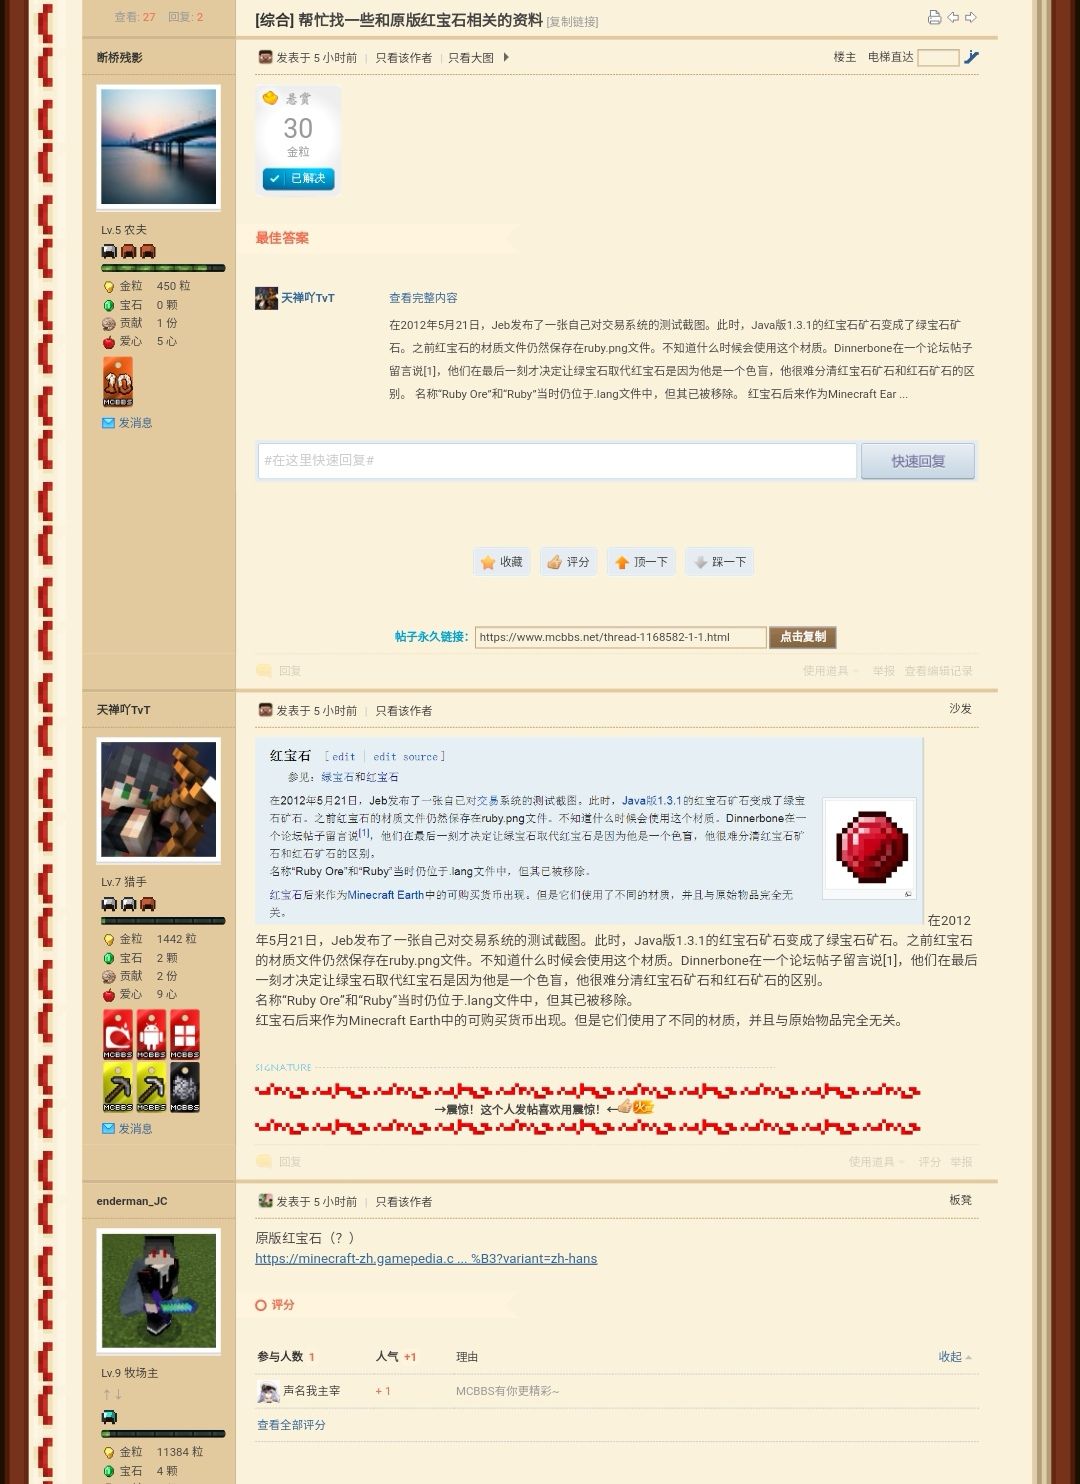 查看: 27 回复: 2
[综合] 帮忙找一些和原版红宝石相关的资料 [复制链接]
断桥残影
发表于 5 小时前 | 只看该作者 | 只看大图
楼主 电梯直达
悬赏
30
金粒
已解决
Lv.5 农夫
金粒 450 粒
宝石 0 颗
贡献 1 份
爱心 5 心
10
MCBBS
发消息
最佳答案
天禅吖TvT
查看完整内容
在2012年5月21日，Jeb发布了一张自己对交易系统的测试截图。此时，Java版1.3.1的红宝石矿石变成了绿宝石矿
石。之前红宝石的材质文件仍然保存在ruby.png文件。不知道什么时候会使用这个材质。Dinnerbone在一个论坛帖子
留言说[1]，他们在最后一刻才决定让绿宝石取代红宝石是因为他是一个色盲，他很难分清红宝石矿石和红石矿石的区
别。 名称“Ruby Ore”和“Ruby”当时仍位于.lang文件中，但其已被移除。 红宝石后来作为Minecraft Ear ...
#在这里快速回复#
快速回复
收藏 评分 顶一下 踩一下
帖子永久链接: https://www.mcbbs.net/thread-1168582-1-1.html 点击复制
回复
使用道具 举报 查看编辑记录
天禅吖TvT
发表于 5 小时前 | 只看该作者
沙发
Lv.7 猎手
金粒 1442 粒
宝石 2 颗
贡献 2 份
爱心 9 心
MCBBS MCBBS MCBBS
MCBBS MCBBS MCBBS
发消息
红宝石 [ edit | edit source ]
参见：绿宝石和红宝石
在2012年5月21日，Jeb发布了一张自己对交易系统的测试截图。此时，Java版1.3.1的红宝石矿石变成了绿宝
石矿石。之前红宝石的材质文件仍然保存在ruby.png文件。不知道什么时候会使用这个材质。Dinnerbone在一
个论坛帖子留言说[1]，他们在最后一刻才决定让绿宝石取代红宝石是因为他是一个色盲，他很难分清红宝石矿
石和红石矿石的区别。
名称“Ruby Ore”和“Ruby”当时仍位于.lang文件中，但其已被移除。
红宝石后来作为Minecraft Earth中的可购买货币出现。但是它们使用了不同的材质，并且与原始物品完全无
关。
在2012
年5月21日，Jeb发布了一张自己对交易系统的测试截图。此时，Java版1.3.1的红宝石矿石变成了绿宝石矿石。之前红宝石
的材质文件仍然保存在ruby.png文件。不知道什么时候会使用这个材质。Dinnerbone在一个论坛帖子留言说[1]，他们在最后
一刻才决定让绿宝石取代红宝石是因为他是一个色盲，他很难分清红宝石矿石和红石矿石的区别。
名称“Ruby Ore”和“Ruby”当时仍位于.lang文件中，但其已被移除。
红宝石后来作为Minecraft Earth中的可购买货币出现。但是它们使用了不同的材质，并且与原始物品完全无关。
SIGNATURE
→震惊！这个人发帖喜欢用震惊！←火
回复
使用道具 评分 举报
enderman_JC
发表于 5 小时前 | 只看该作者
板凳
Lv.9 牧场主
↑↓
金粒 11384 粒
宝石 4 颗
原版红宝石（？）
https://minecraft-zh.gamepedia.c ... %B3?variant=zh-hans
评分
参与人数 1 人气 +1 理由 收起
声名我主宰 + 1 MCBBS有你更精彩~
查看全部评分